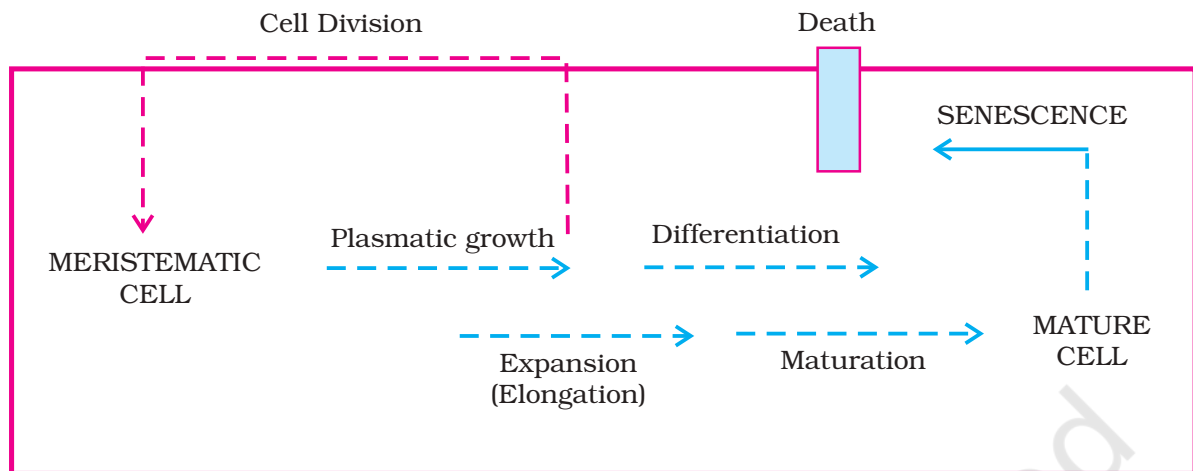 Cell Division
Death
SENESCENCE
Plasmatic growth
Differentiation
MERISTEMATIC
CELL
Expansion
(Elongation)
Maturation
MATURE
CELL